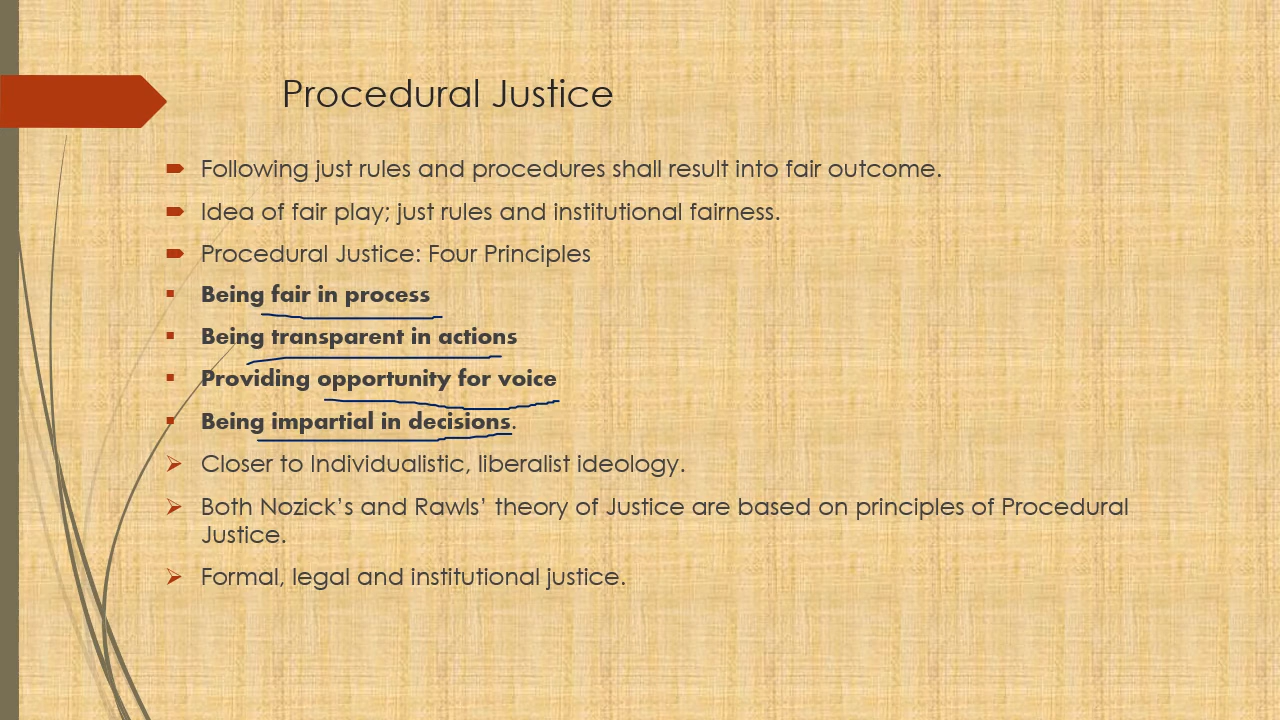 Procedural Justice
Following just rules and procedures shall result into fair outcome.
Idea of fair play; just rules and institutional fairness.
Procedural Justice: Four Principles
Being fair in process
Being transparent in actions
Providing opportunity for voice
Being impartial in decisions.
Closer to Individualistic, liberalist ideology.
Both Nozick’s and Rawls’ theory of Justice are based on principles of Procedural
Justice.
Formal, legal and institutional justice.